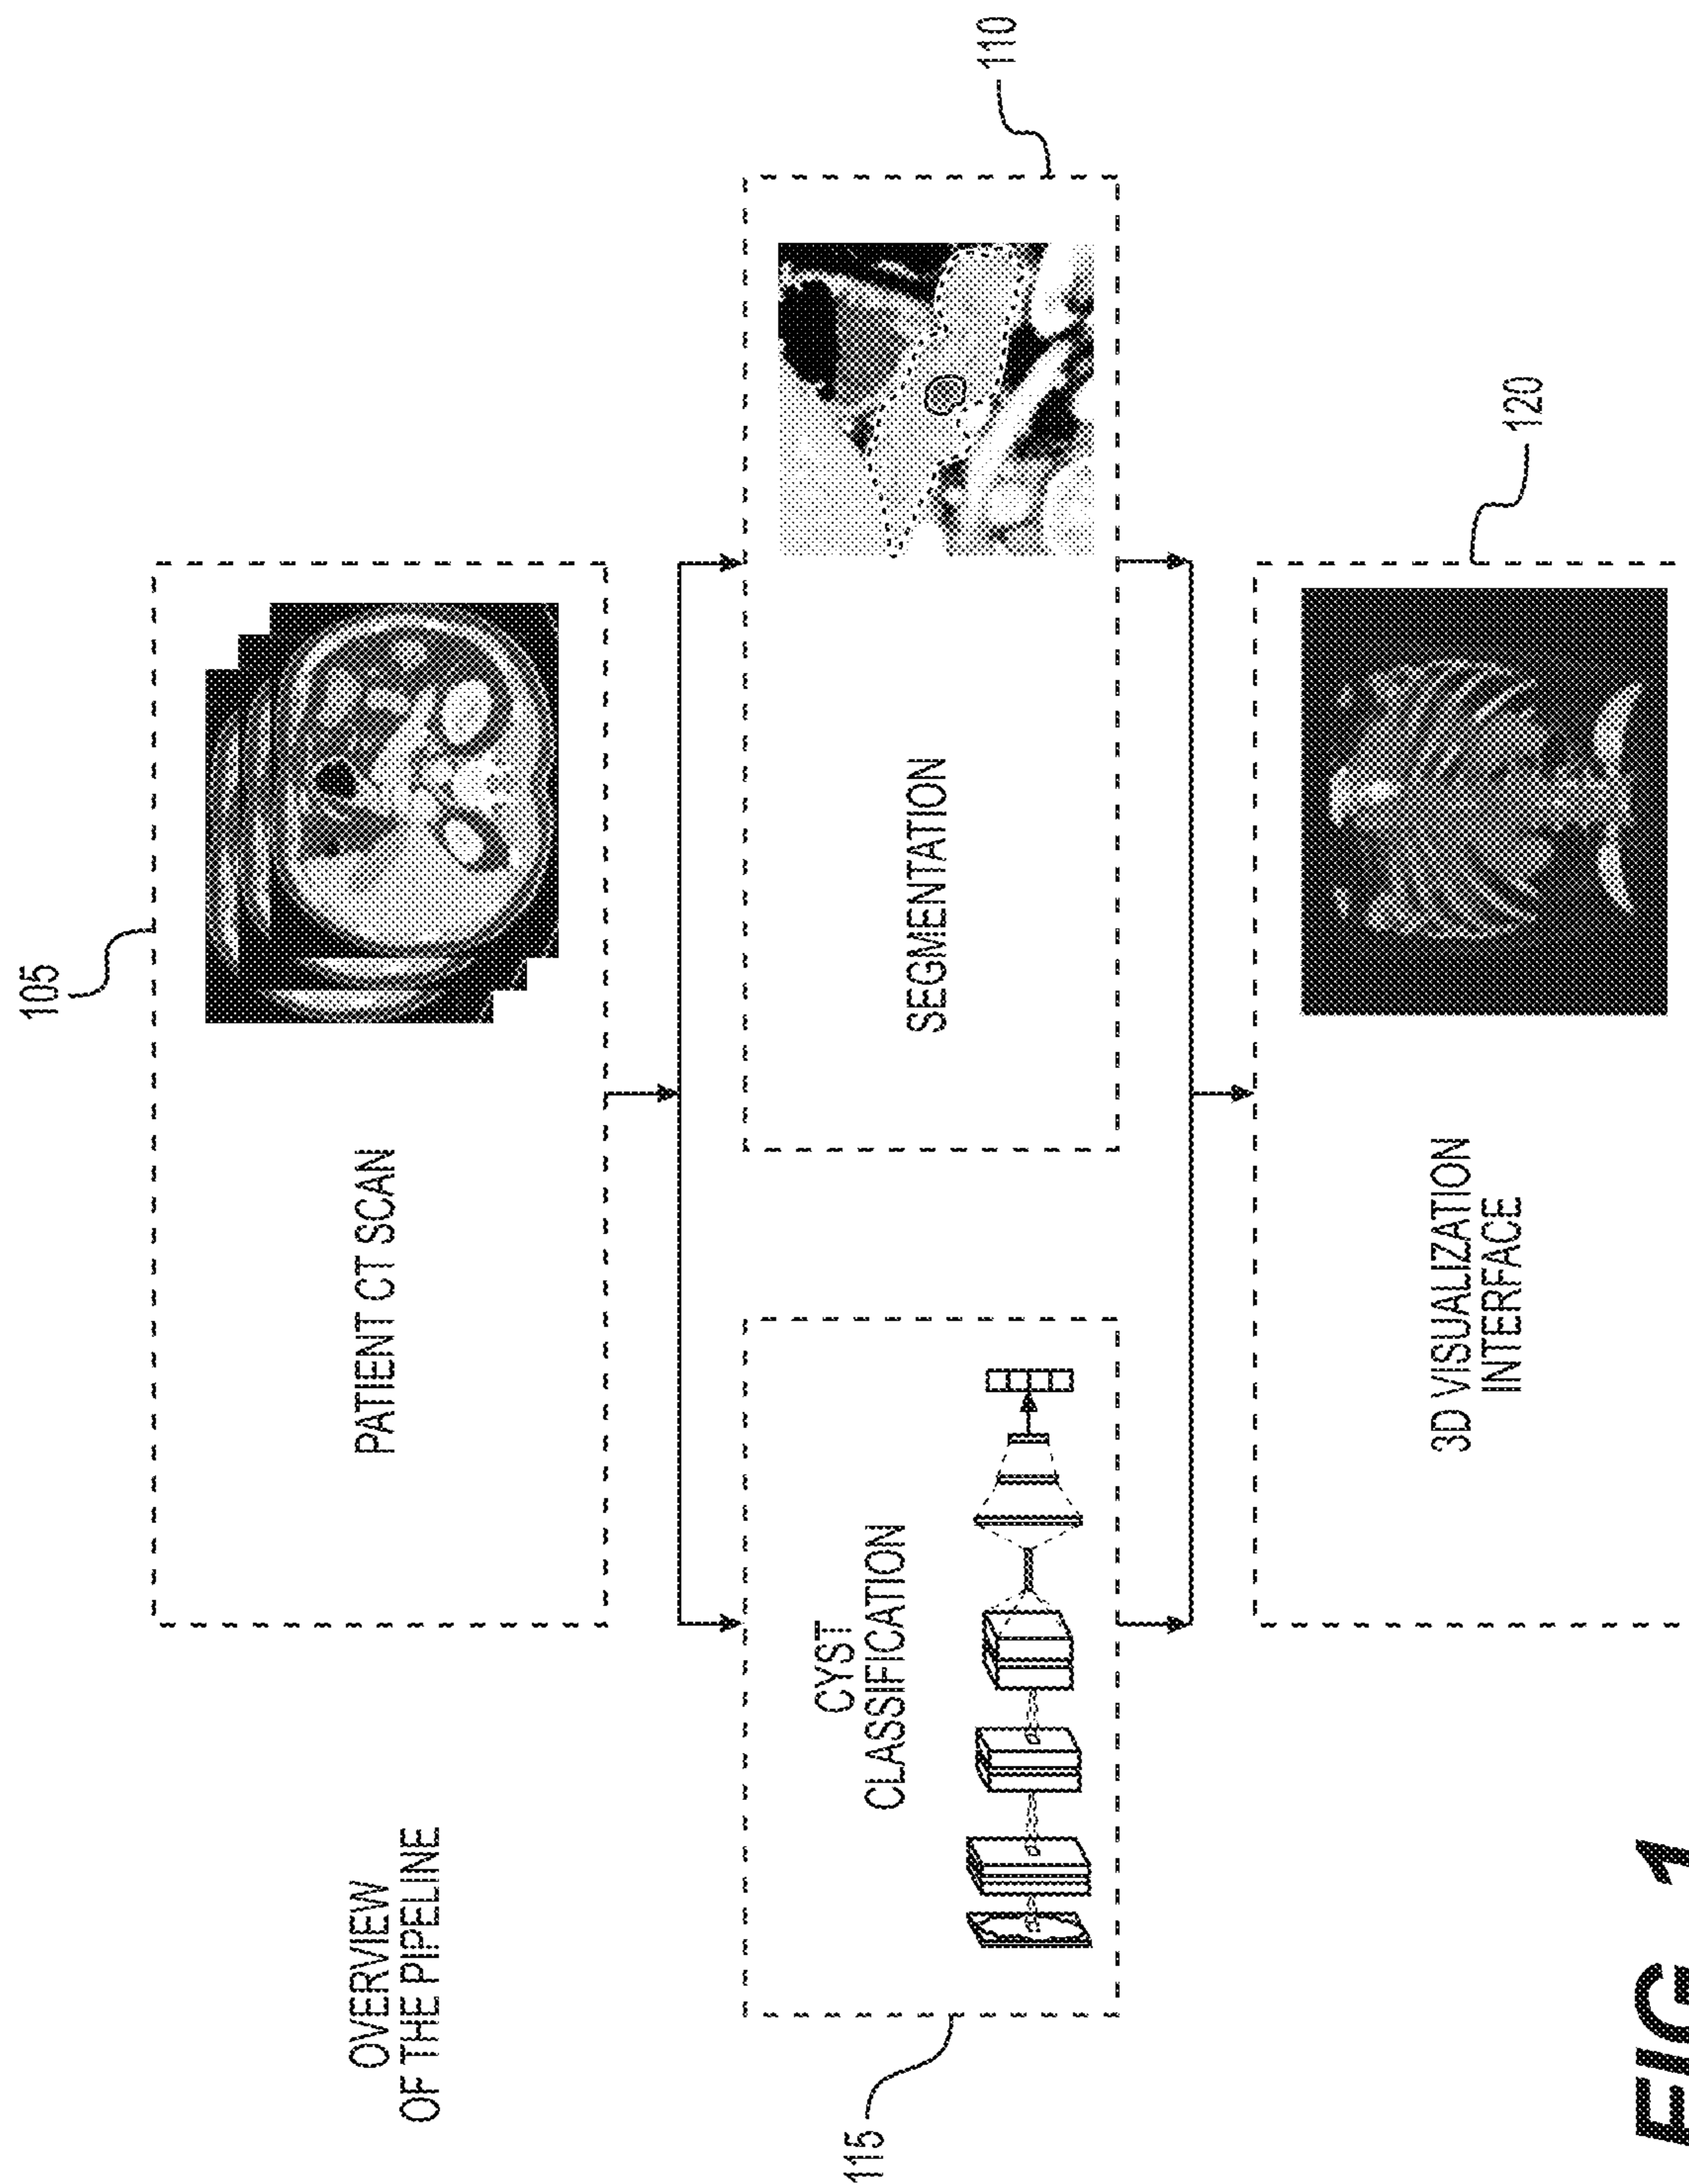 OVERVIEW
OF THE PIPELINE
105
PATIENT CT SCAN
115
CYST
CLASSIFICATION
SEGMENTATION
110
3D VISUALIZATION
INTERFACE
120
FIG. 1